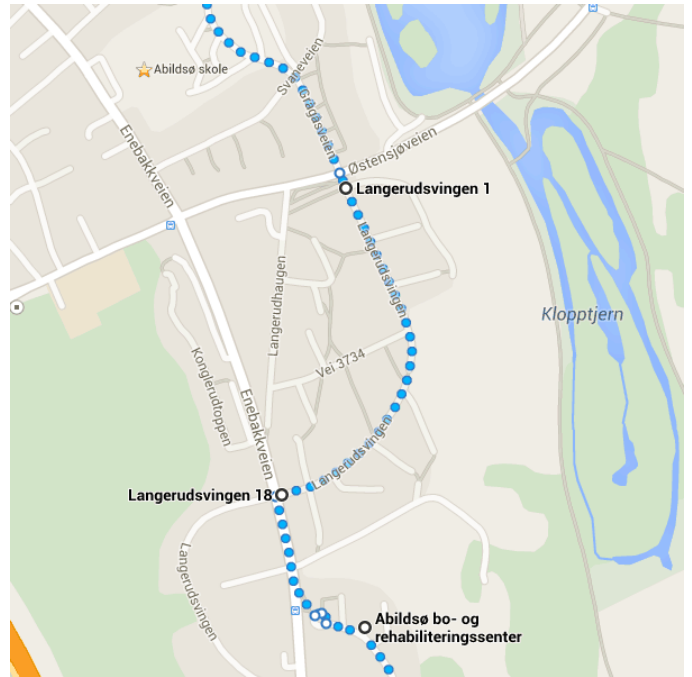 Abildsø skole
Svaneveien
Grågåsveien
Østensjøveien
Enebakkveien
Langerudsvingen 1
Langerudsvingen
Langerudhaugen
Klopptjern
Vei 3734
Konglerudtoppen
Enebakkveien
Langerudsvingen
Langerudsvingen 18
Langerudsvingen
Abildsø bo- og
rehabiliteringssenter